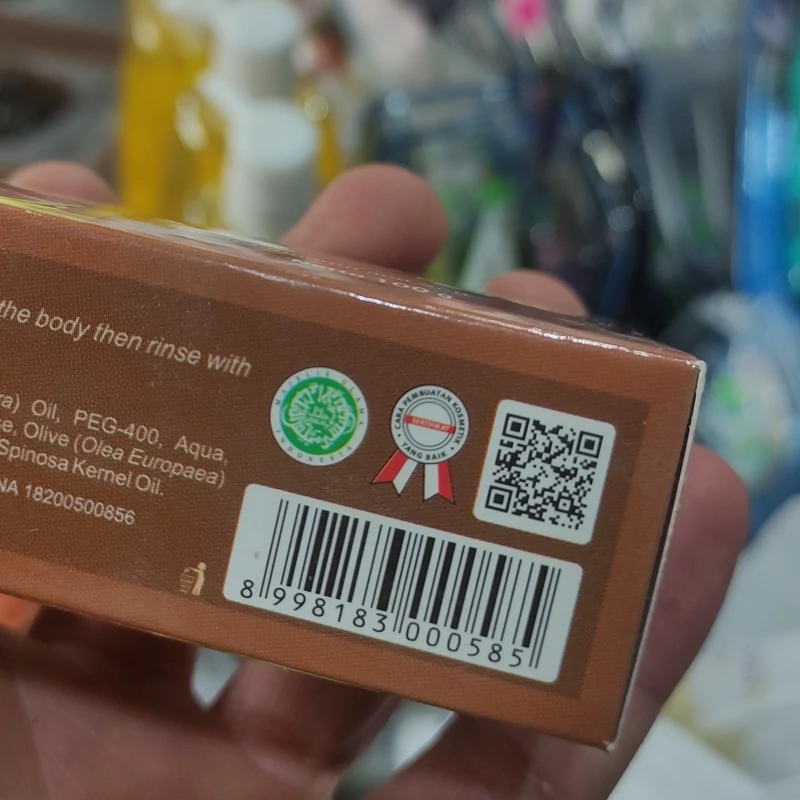 the body then rinse with
ra) Oil, PEG-400, Aqua,
e, Olive (Olea Europaea)
Spinosa Kernel Oil.
NA 18200500856
MAJELIS ULAMA
INDONESIA
CARA PEMBUATAN KOSMETIK
SERTIFIKAT
YANG BAIK
8 998183 000585